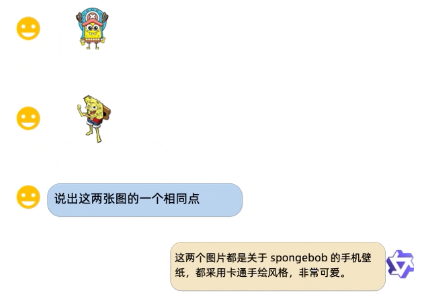 说出这两张图的一个相同点
这两个图片都是关于 spongebob 的手机壁
纸，都采用卡通手绘风格，非常可爱。